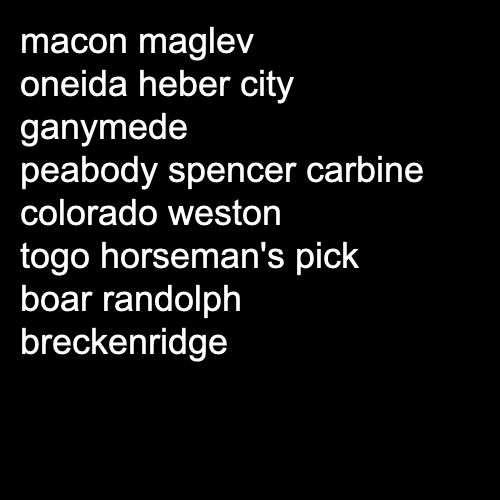 macon maglev
oneida heber city
ganymede
peabody spencer carbine
colorado weston
togo horseman's pick
boar randolph
breckenridge